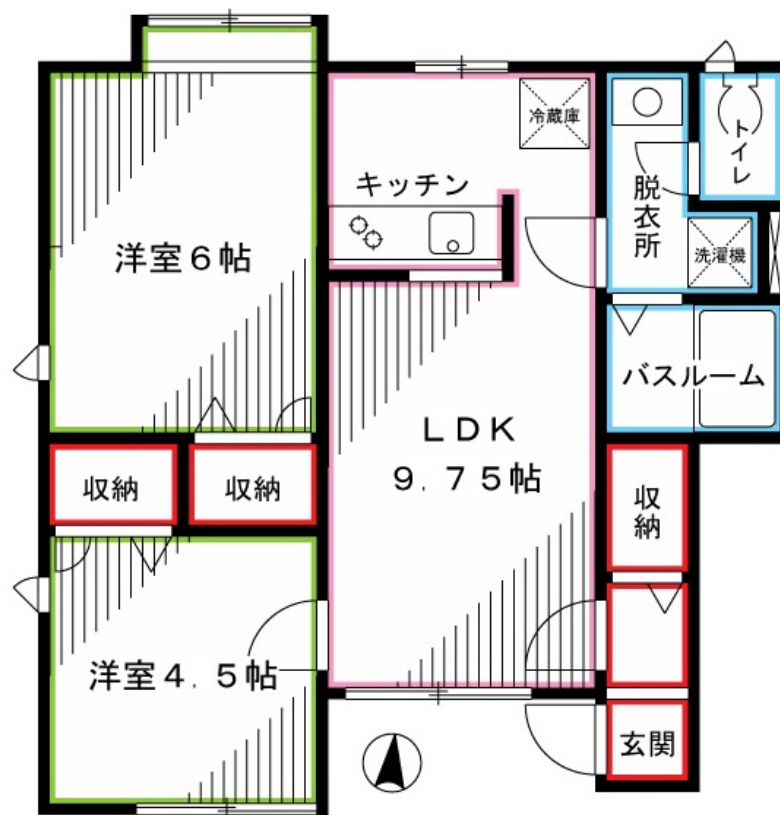 冷蔵庫
トイレ
キッチン
脱衣所
洋室6帖
洗濯機
バスルーム
LDK
9.75帖
収納
収納
収納
洋室4.5帖
玄関